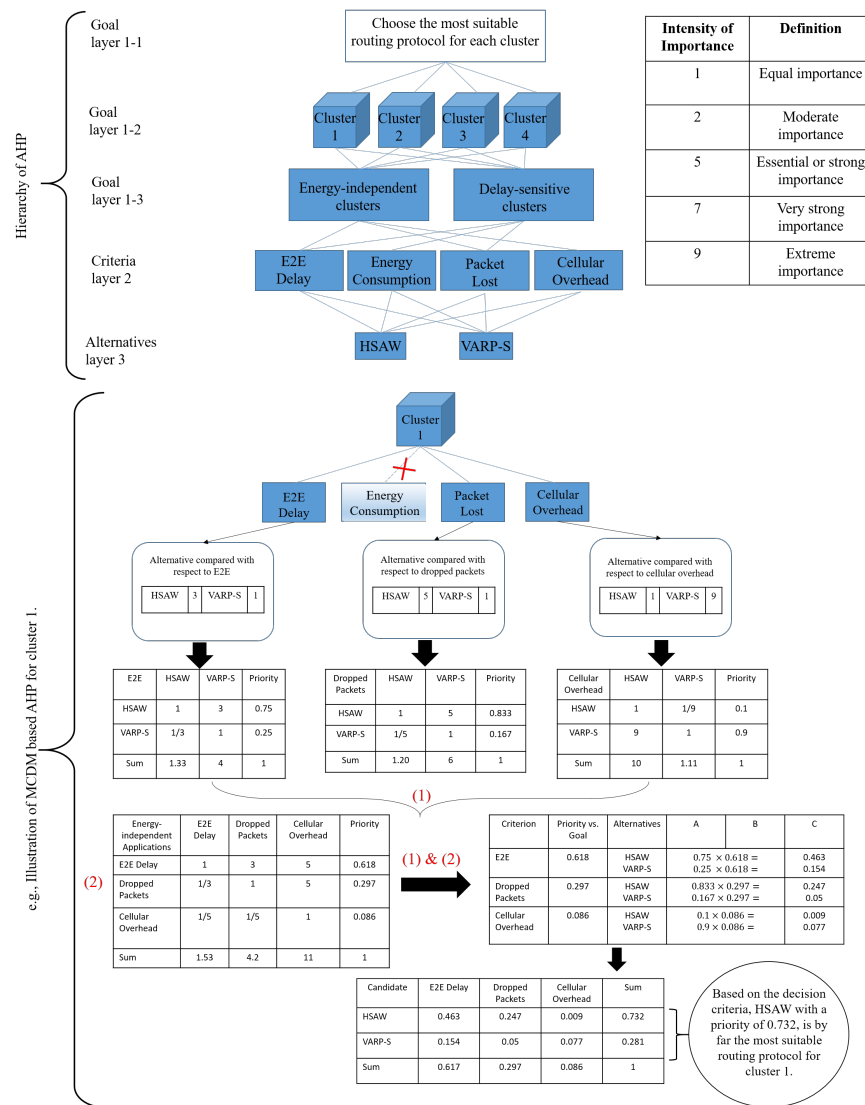 Goal
layer 1-1
Choose the most suitable
routing protocol for each cluster
Intensity of
Importance
Definition
1
Equal importance
2
Moderate
importance
5
Essential or strong
importance
7
Very strong
importance
9
Extreme
importance
Hierarchy of AHP
Goal
layer 1-2
Cluster
1
Cluster
2
Cluster
3
Cluster
4
Goal
layer 1-3
Energy-independent
clusters
Delay-sensitive
clusters
Criteria
layer 2
E2E
Delay
Energy
Consumption
Packet
Lost
Cellular
Overhead
Alternatives
layer 3
HSAW
VARP-S
e.g., Illustration of MCDM based AHP for cluster 1.
Cluster
1
E2E
Delay
Energy
Consumption
Packet
Lost
Cellular
Overhead
Alternative compared with
respect to E2E
HSAW 3 VARP-S 1
Alternative compared with
respect to dropped packets
HSAW 5 VARP-S 1
Alternative compared with
respect to cellular overhead
HSAW 1 VARP-S 9
E2E HSAW VARP-S Priority
HSAW 1 3 0.75
VARP-S 1/3 1 0.25
Sum 1.33 4 1
Dropped
Packets
HSAW VARP-S Priority
HSAW 1 5 0.833
VARP-S 1/5 1 0.167
Sum 1.20 6 1
Cellular
Overhead
HSAW VARP-S Priority
HSAW 1 1/9 0.1
VARP-S 9 1 0.9
Sum 10 1.11 1
(1)
(2)
Energy-
independent
Applications
E2E
Delay
Dropped
Packets
Cellular
Overhead
Priority
E2E Delay 1 3 5 0.618
Dropped
Packets
1/3 1 5 0.297
Cellular
Overhead
1/5 1/5 1 0.086
Sum 1.53 4.2 11 1
(1) & (2)
Criterion
Priority vs.
Goal
Alternatives A B C
E2E 0.618 HSAW 0.75 × 0.618 = 0.463
VARP-S 0.25 × 0.618 = 0.154
Dropped
Packets
0.297 HSAW 0.833 × 0.297 = 0.247
VARP-S 0.167 × 0.297 = 0.05
Cellular
Overhead
0.086 HSAW 0.1 × 0.086 = 0.009
VARP-S 0.9 × 0.086 = 0.077
Candidate E2E Delay
Dropped
Packets
Cellular
Overhead
Sum
HSAW 0.463 0.247 0.009 0.732
VARP-S 0.154 0.05 0.077 0.281
Sum 0.617 0.297 0.086 1
Based on the decision
criteria, HSAW with a
priority of 0.732, is by
far the most suitable
routing protocol for
cluster 1.